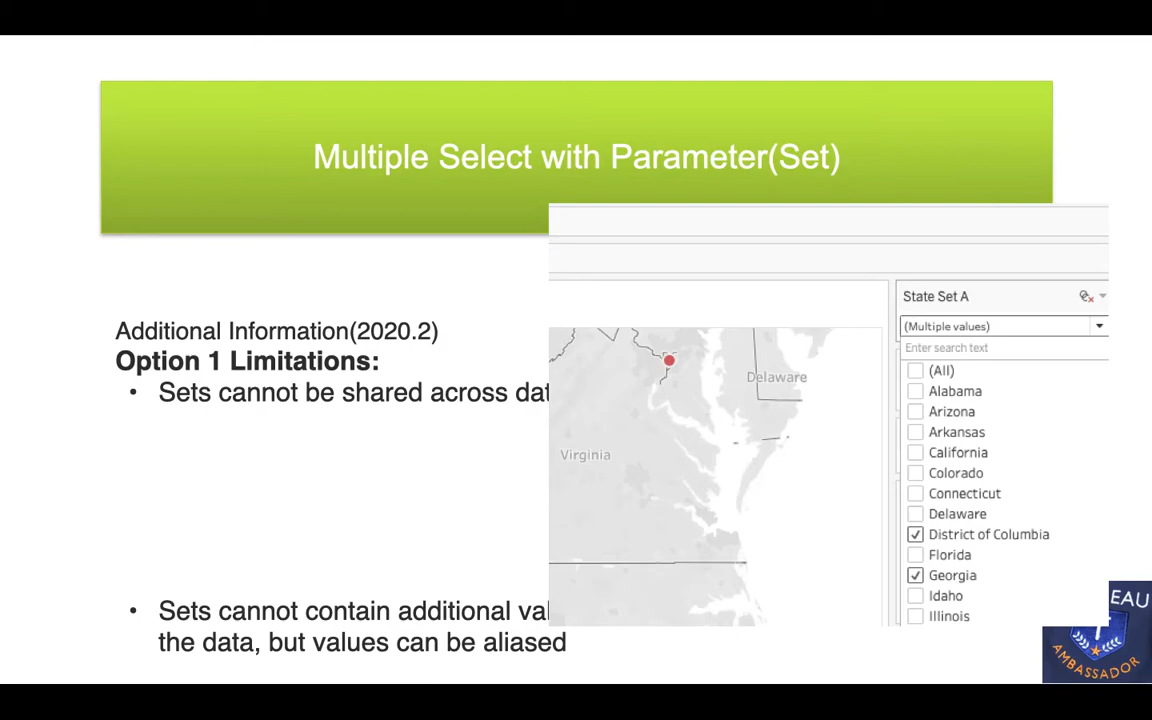 Multiple Select with Parameter(Set)
Additional Information(2020.2)
Option 1 Limitations:
• Sets cannot be shared across dat
• Sets cannot contain additional val
the data, but values can be aliased
Delaware
Virginia
State Set A
(Multiple values)
Enter search text
(All)
Alabama
Arizona
Arkansas
California
Colorado
Connecticut
Delaware
District of Columbia
Florida
Georgia
Idaho
Illinois
EAU
AMBASSADOR